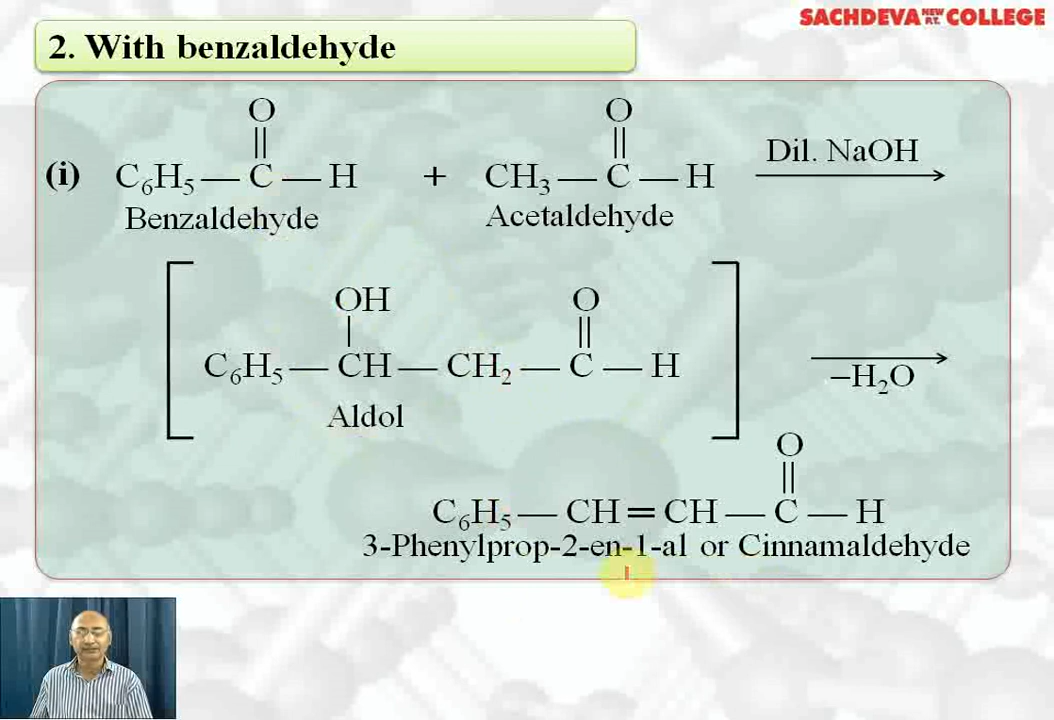 SACHDEVA NEW P.T. COLLEGE
2. With benzaldehyde
O
||
(i) C₆H₅ — C — H + CH₃ — C — H Dil. NaOH →
O
||
Benzaldehyde Acetaldehyde
OH O
| ||
[ C₆H₅ — CH — CH₂ — C — H ] → –H₂O
Aldol
O
||
C₆H₅ — CH = CH — C — H
3-Phenylprop-2-en-1-al or Cinnamaldehyde